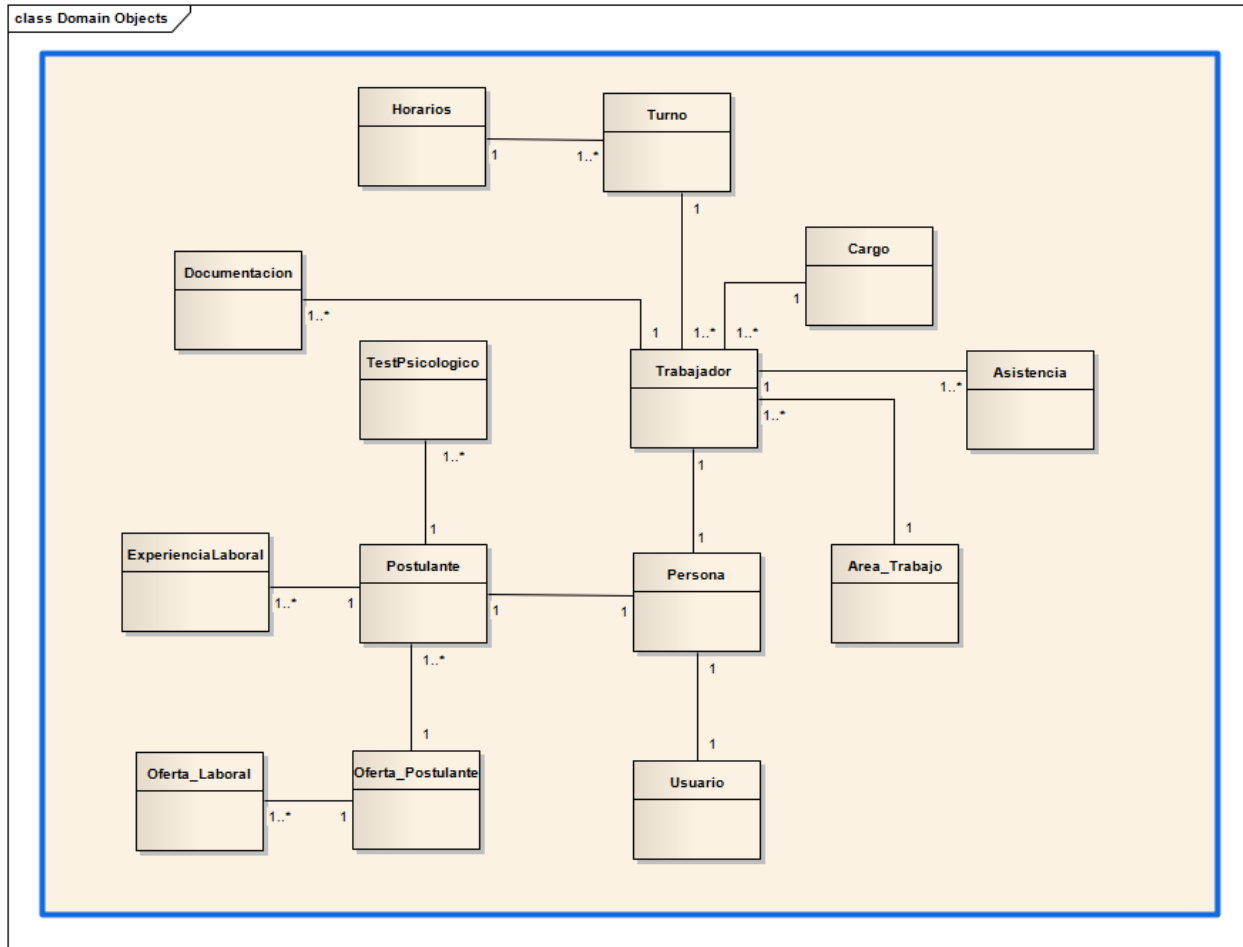 class Domain Objects
Horarios
Turno
1
1..*
1
Cargo
Documentacion
1
1..*
1
1..*
1..*
TestPsicologico
Trabajador
Asistencia
1
1..*
1..*
1..*
1
1
1
ExperienciaLaboral
Postulante
Persona
Area_Trabajo
1..*
1
1
1
1..*
1
1
1
Oferta_Laboral
Oferta_Postulante
Usuario
1..*
1